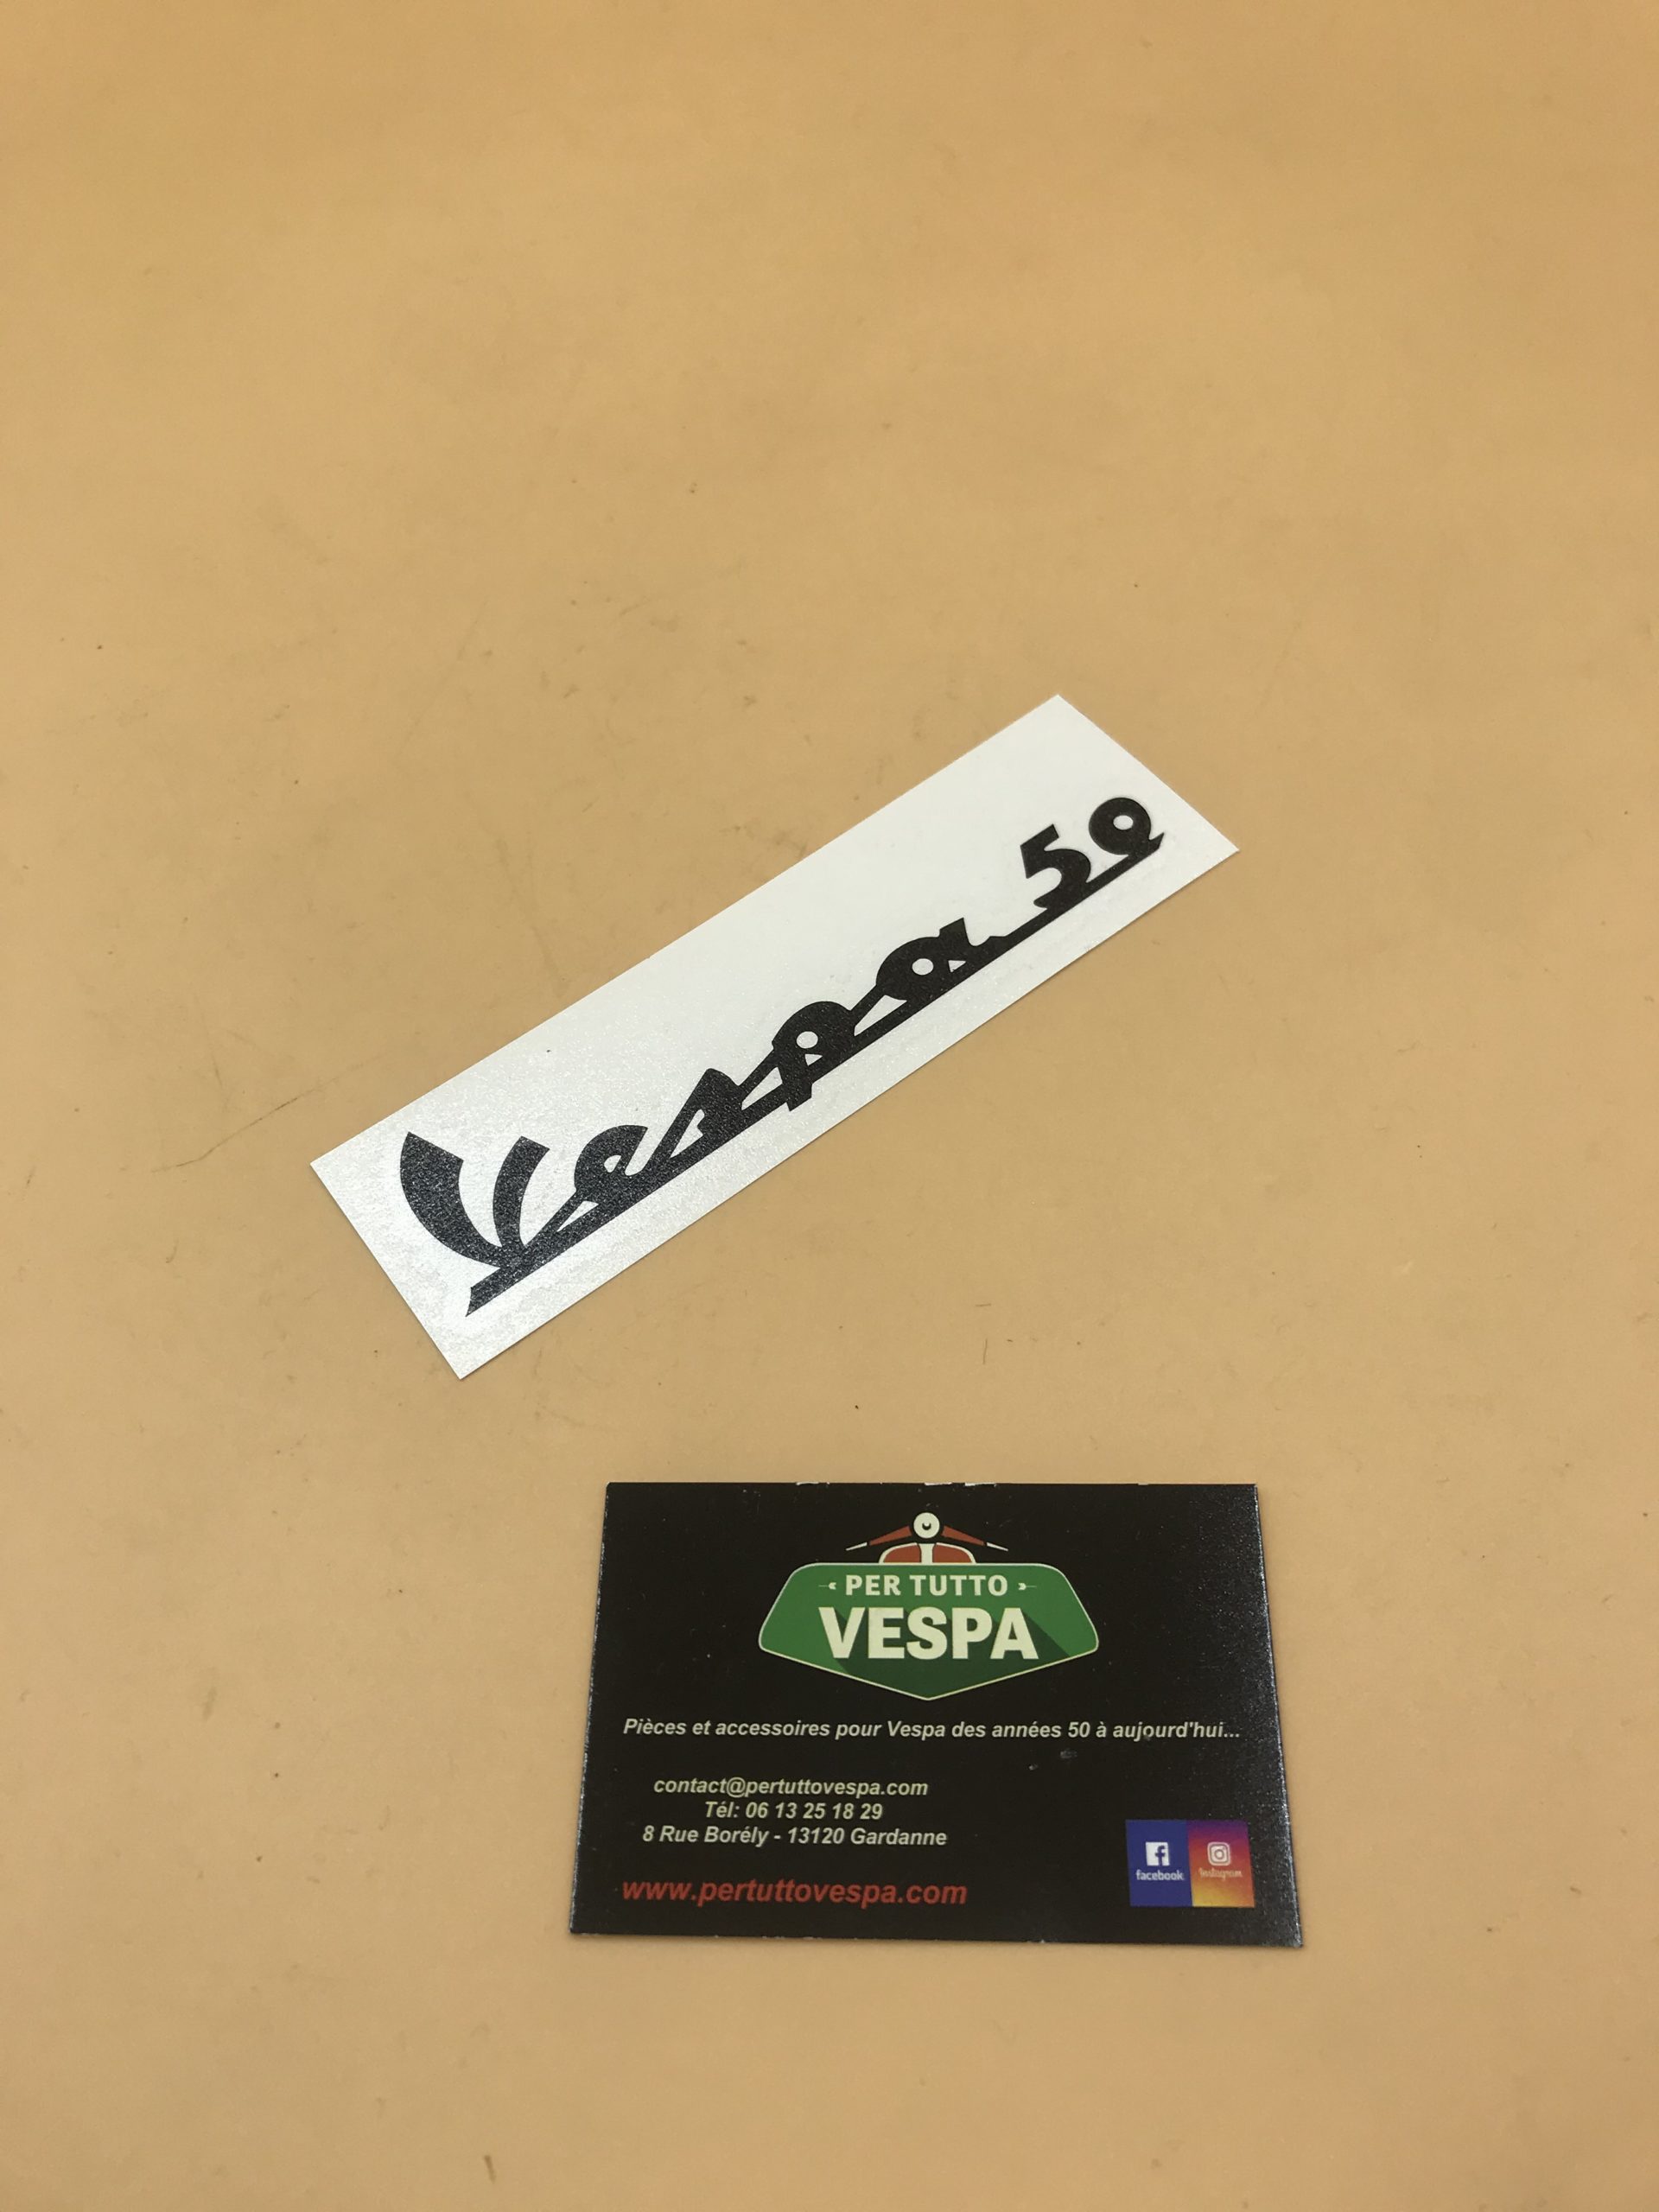 Vespa 50
PER TUTTO
VESPA
Pièces et accessoires pour Vespa des années 50 à aujourd'hui...
contact@pertuttovespa.com
Tél: 06 13 25 18 29
8 Rue Borély - 13120 Gardanne
www.pertuttovespa.com
facebook
Instagram